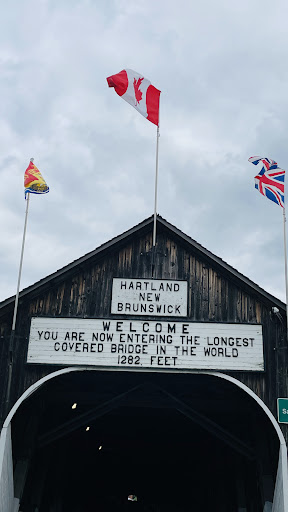 HARTLAND
NEW
BRUNSWICK
WELCOME
YOU ARE NOW ENTERING THE LONGEST
COVERED BRIDGE IN THE WORLD
1282 FEET